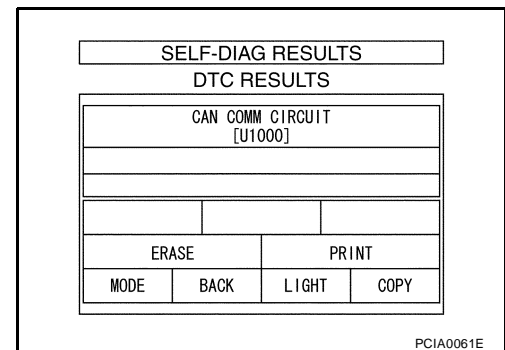 SELF-DIAG RESULTS
DTC RESULTS
CAN COMM CIRCUIT
[U1000]
ERASE PRINT
MODE BACK LIGHT COPY
PCIA0061E